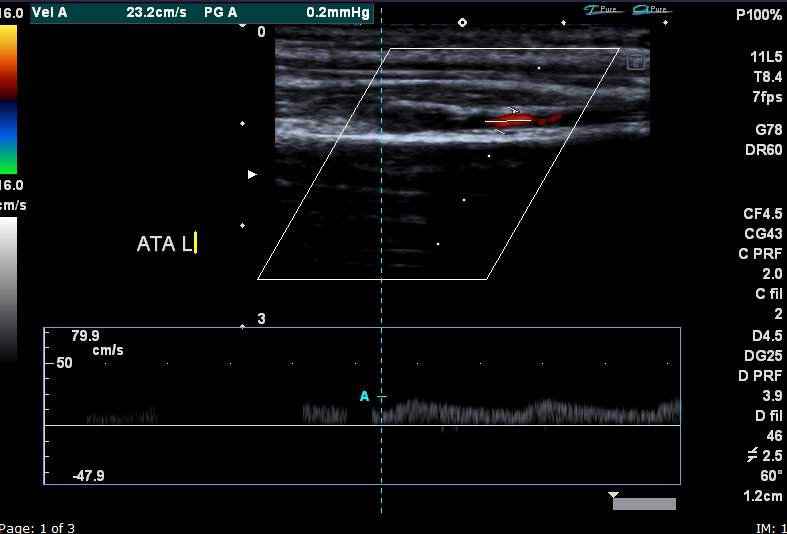 16.0
Vel A 23.2cm/s PG A 0.2mmHg
T Pure A Pure
P100%
0
T
11L5
T8.4
7fps
G78
DR60
16.0
cm/s
ATA L
CF4.5
CG43
C PRF
2.0
C fil
2
3
79.9
cm/s
50
A
-47.9
D4.5
DG25
D PRF
3.9
D fil
46
2.5
60°
1.2cm
Page: 1 of 3
IM: 1